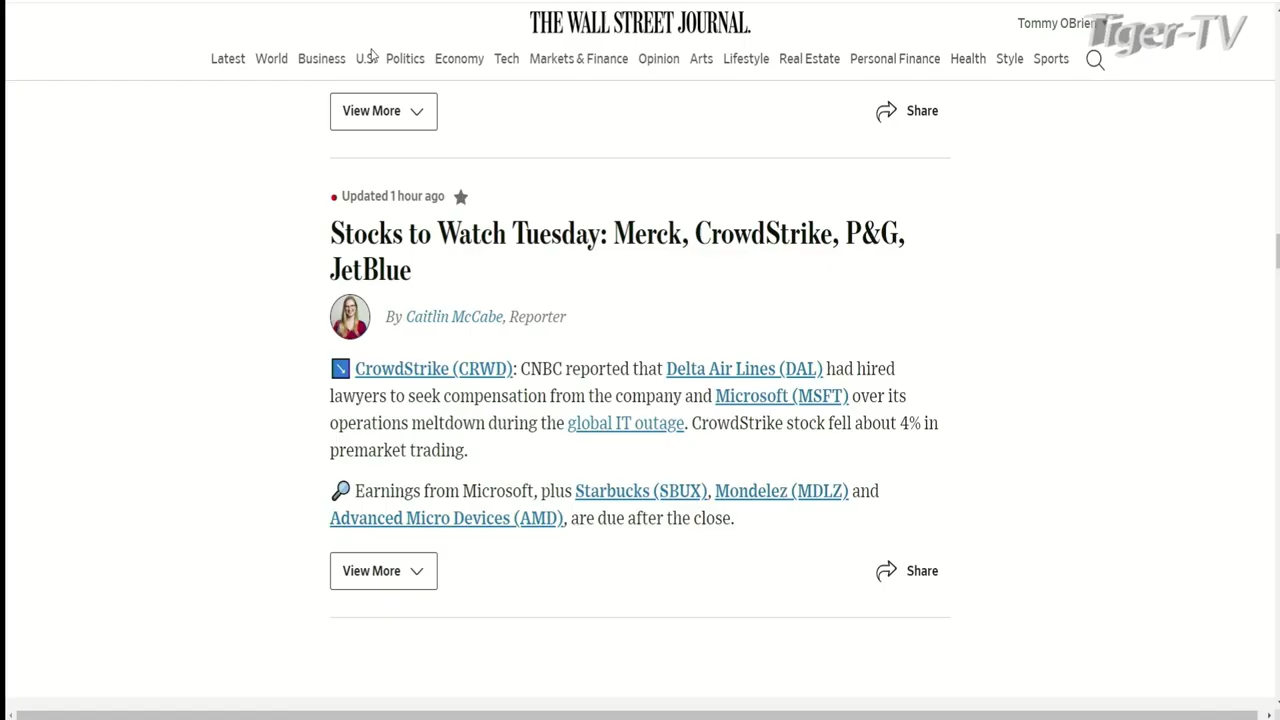 THE WALL STREET JOURNAL.
Tommy OBrien
Tiger-TV
Latest World Business U.S. Politics Economy Tech Markets & Finance Opinion Arts Lifestyle Real Estate Personal Finance Health Style Sports
View More
Share
Updated 1 hour ago
Stocks to Watch Tuesday: Merck, CrowdStrike, P&G,
JetBlue
By Caitlin McCabe, Reporter
CrowdStrike (CRWD): CNBC reported that Delta Air Lines (DAL) had hired
lawyers to seek compensation from the company and Microsoft (MSFT) over its
operations meltdown during the global IT outage. CrowdStrike stock fell about 4% in
premarket trading.
Earnings from Microsoft, plus Starbucks (SBUX), Mondelez (MDLZ) and
Advanced Micro Devices (AMD), are due after the close.
View More
Share